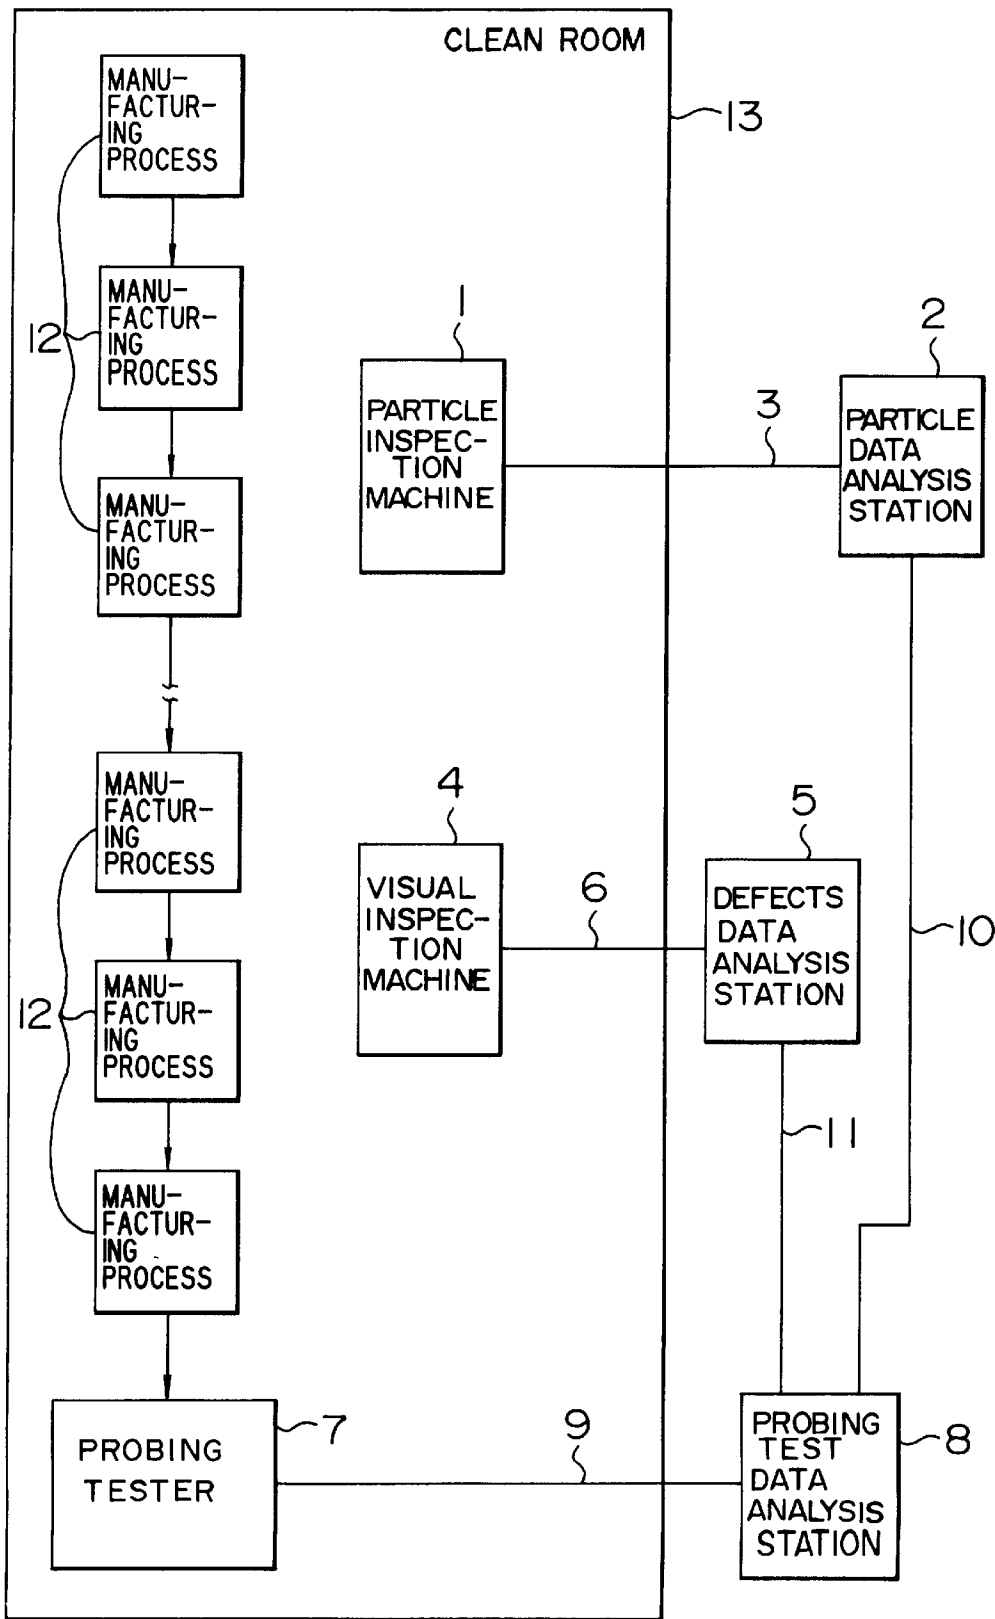 CLEAN ROOM
13
MANU-
FACTUR-
ING
PROCESS
MANU-
FACTUR-
ING
PROCESS
12
MANU-
FACTUR-
ING
PROCESS
1
PARTICLE
INSPEC-
TION
MACHINE
3
2
PARTICLE
DATA
ANALYSIS
STATION
MANU-
FACTUR-
ING
PROCESS
4
VISUAL
INSPEC-
TION
MACHINE
6
5
DEFECTS
DATA
ANALYSIS
STATION
10
12
MANU-
FACTUR-
ING
PROCESS
11
MANU-
FACTUR-
ING
PROCESS
7
PROBING
TESTER
9
8
PROBING
TEST
DATA
ANALYSIS
STATION